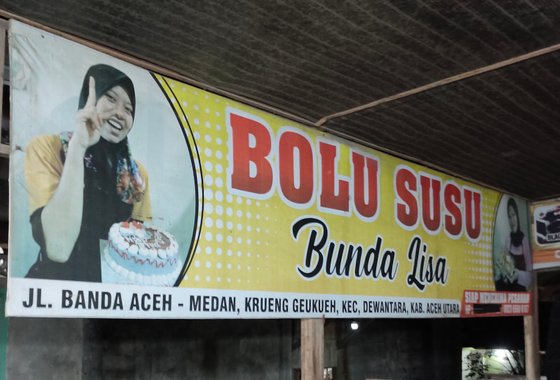 BOLU SUSU
Bunda Lisa
JL. BANDA ACEH - MEDAN, KRUENG GEUKUEH, KEC, DEWANTARA, KAB. ACEH UTARA
SIAP MENERIMA PESANAN